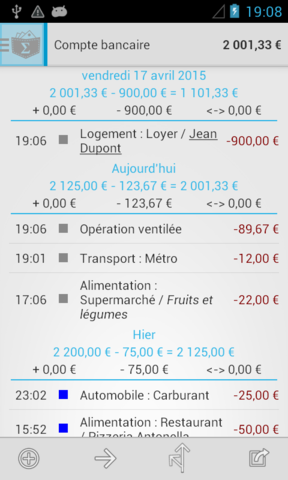 19:08
Compte bancaire 2 001,33 €
vendredi 17 avril 2015
2 001,33 € - 900,00 € = 1 101,33 €
+ 0,00 € - 900,00 € <-> 0,00 €
19:06 Logement : Loyer / Jean -900,00 €
Dupont
Aujourd'hui
2 125,00 € - 123,67 € = 2 001,33 €
+ 0,00 € - 123,67 € <-> 0,00 €
19:06 Opération ventilée -89,67 €
19:01 Transport : Métro -12,00 €
Alimentation :
17:06 Supermarché / Fruits et -22,00 €
légumes
Hier
2 200,00 € - 75,00 € = 2 125,00 €
+ 0,00 € - 75,00 € <-> 0,00 €
23:02 Automobile : Carburant -25,00 €
15:52 Alimentation : Restaurant -50,00 €
/ Pizzeria Antonella